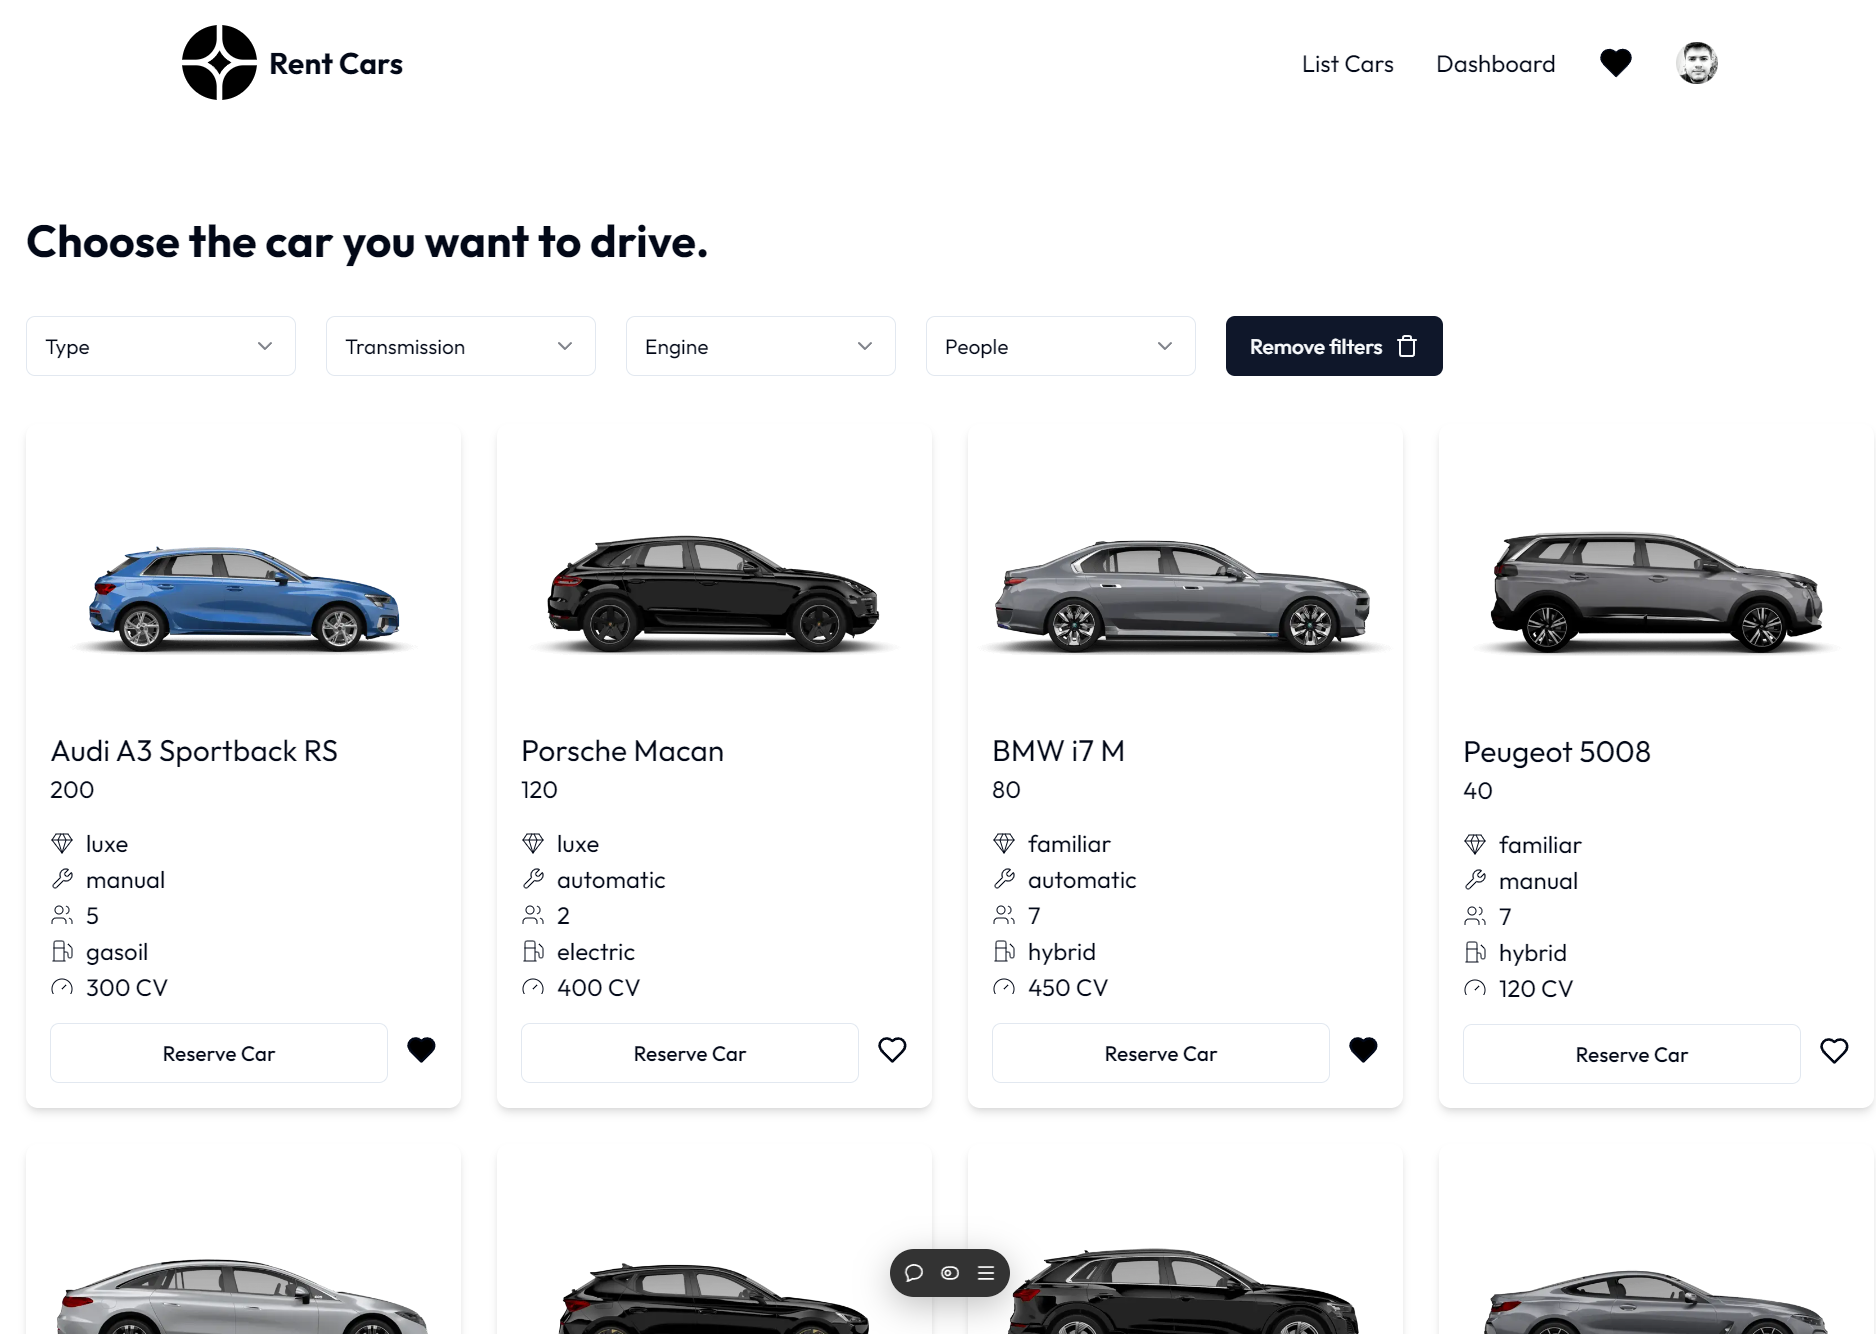 Rent Cars
List Cars
Dashboard
Choose the car you want to drive.
Type
Transmission
Engine
People
Remove filters
Audi A3 Sportback RS
200
luxe
manual
5
gasoil
300 CV
Reserve Car
Porsche Macan
120
luxe
automatic
2
electric
400 CV
Reserve Car
BMW i7 M
80
familiar
automatic
7
hybrid
450 CV
Reserve Car
Peugeot 5008
40
familiar
manual
7
hybrid
120 CV
Reserve Car